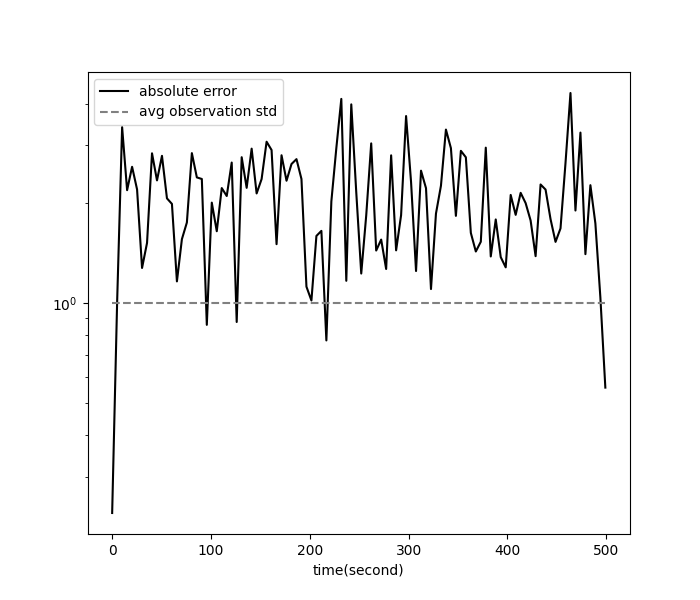 absolute error
avg observation std
10⁰
0 100 200 300 400 500
time(second)